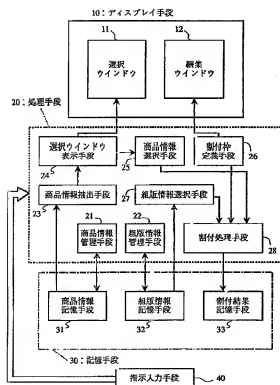 10：ディスプレイ手段
11
12
選択
ウインドウ
編集
ウインドウ
20：処理手段
選択ウインドウ
表示手段
商品情報
選択手段
割付枠
定義手段
24
25
26
商品情報抽出手段
27
組版情報選択手段
23
21
22
商品情報
管理手段
組版情報
管理手段
割付処理手段
28
商品情報
記憶手段
組版情報
記憶手段
割付結果
記憶手段
31
32
33
30：記憶手段
指示入力手段
40